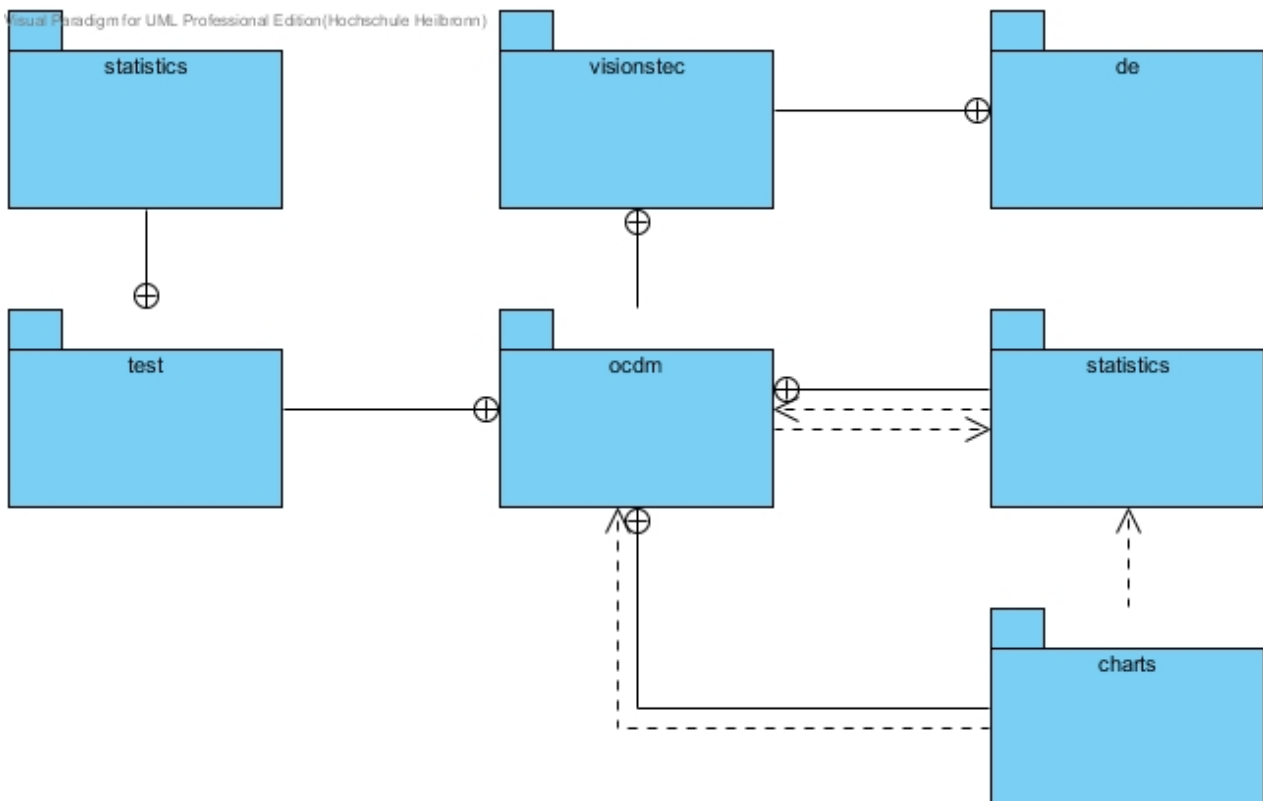 Visual Paradigm for UML Professional Edition(Hochschule Heilbronn)
statistics
visionstec
de
test
ocdm
statistics
charts